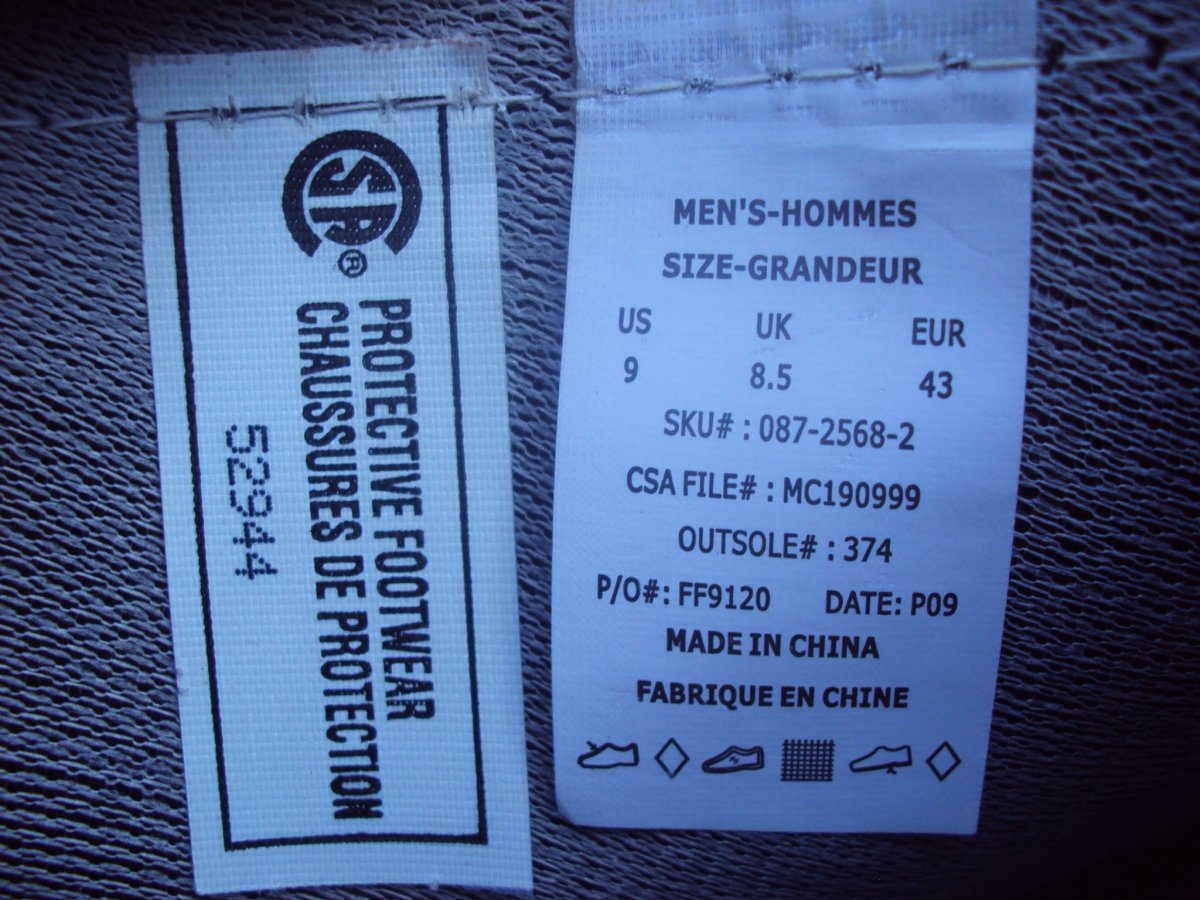 CSA®
PROTECTIVE FOOTWEAR
CHAUSSURES DE PROTECTION
52944
MEN'S-HOMMES
SIZE-GRANDEUR
US UK EUR
9 8.5 43
SKU# : 087-2568-2
CSA FILE# : MC190999
OUTSOLE# : 374
P/O#: FF9120 DATE: P09
MADE IN CHINA
FABRIQUE EN CHINE